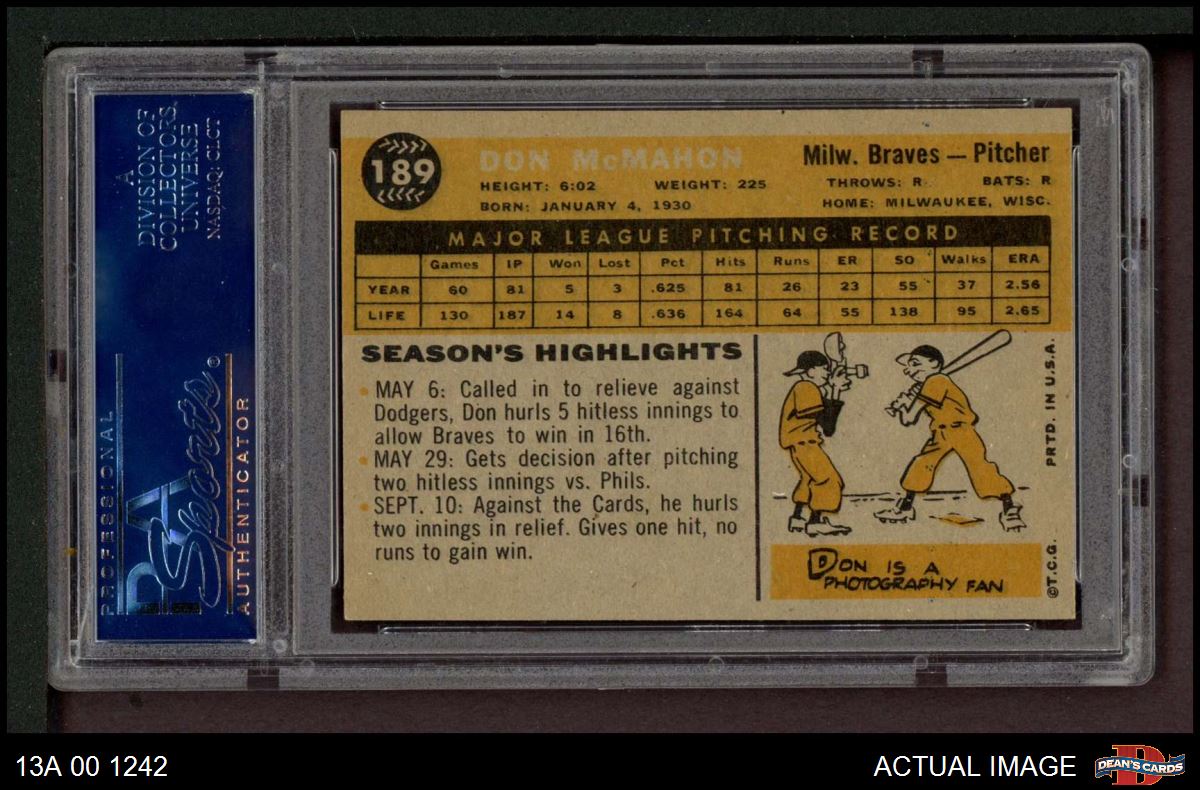 A
DIVISION OF
COLLECTORS
UNIVERSE
NASDAQ: CLCT
PROFESSIONAL
PSA
Sports ®
AUTHENTICATOR
189
DON McMAHON
Milw. Braves — Pitcher
HEIGHT: 6:02 WEIGHT: 225 THROWS: R BATS: R
BORN: JANUARY 4, 1930 HOME: MILWAUKEE, WISC.
MAJOR LEAGUE PITCHING RECORD
Games IP Won Lost Pct Hits Runs ER SO Walks ERA
YEAR 60 81 5 3 .625 81 26 23 55 37 2.56
LIFE 130 187 14 8 .636 164 64 55 138 95 2.65
SEASON'S HIGHLIGHTS
• MAY 6: Called in to relieve against
Dodgers, Don hurls 5 hitless innings to
allow Braves to win in 16th.
• MAY 29: Gets decision after pitching
two hitless innings vs. Phils.
• SEPT. 10: Against the Cards, he hurls
two innings in relief. Gives one hit, no
runs to gain win.
DON IS A
PHOTOGRAPHY FAN
©T.C.G. PRTD. IN U.S.A.
13A 00 1242
ACTUAL IMAGE
D
DEAN'S CARDS